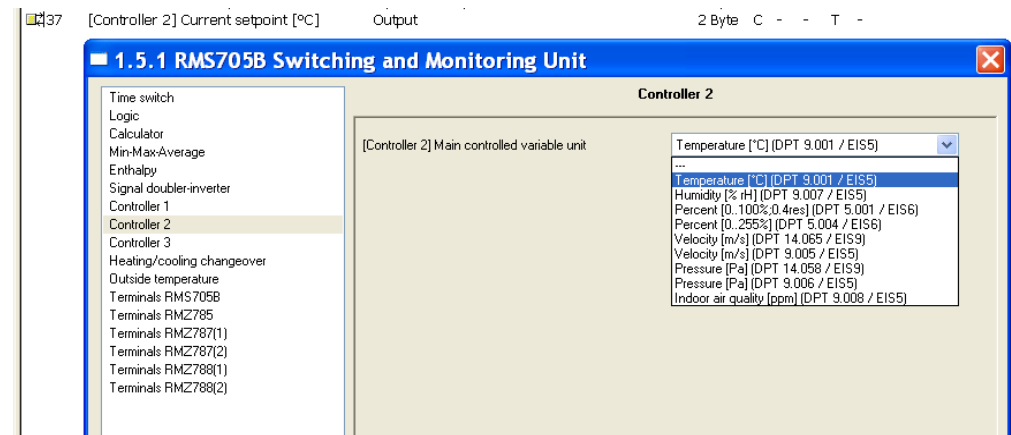 37 [Controller 2] Current setpoint [ºC] Output 2 Byte C - - T -
1.5.1 RMS705B Switching and Monitoring Unit
Time switch
Logic
Calculator
Min-Max-Average
Enthalpy
Signal doubler-inverter
Controller 1
Controller 2
Controller 3
Heating/cooling changeover
Outside temperature
Terminals RMS705B
Terminals RMZ785
Terminals RMZ787(1)
Terminals RMZ787(2)
Terminals RMZ788(1)
Terminals RMZ788(2)
Controller 2
[Controller 2] Main controlled variable unit
Temperature [°C] (DPT 9.001 / EIS5)
---
Temperature [°C] (DPT 9.001 / EIS5)
Humidity [% rH] (DPT 9.007 / EIS5)
Percent [0..100%;0.4res] (DPT 5.001 / EIS6)
Percent [0..255%] (DPT 5.004 / EIS6)
Velocity [m/s] (DPT 14.065 / EIS9)
Velocity [m/s] (DPT 9.005 / EIS5)
Pressure [Pa] (DPT 14.058 / EIS9)
Pressure [Pa] (DPT 9.006 / EIS5)
Indoor air quality [ppm] (DPT 9.008 / EIS5)